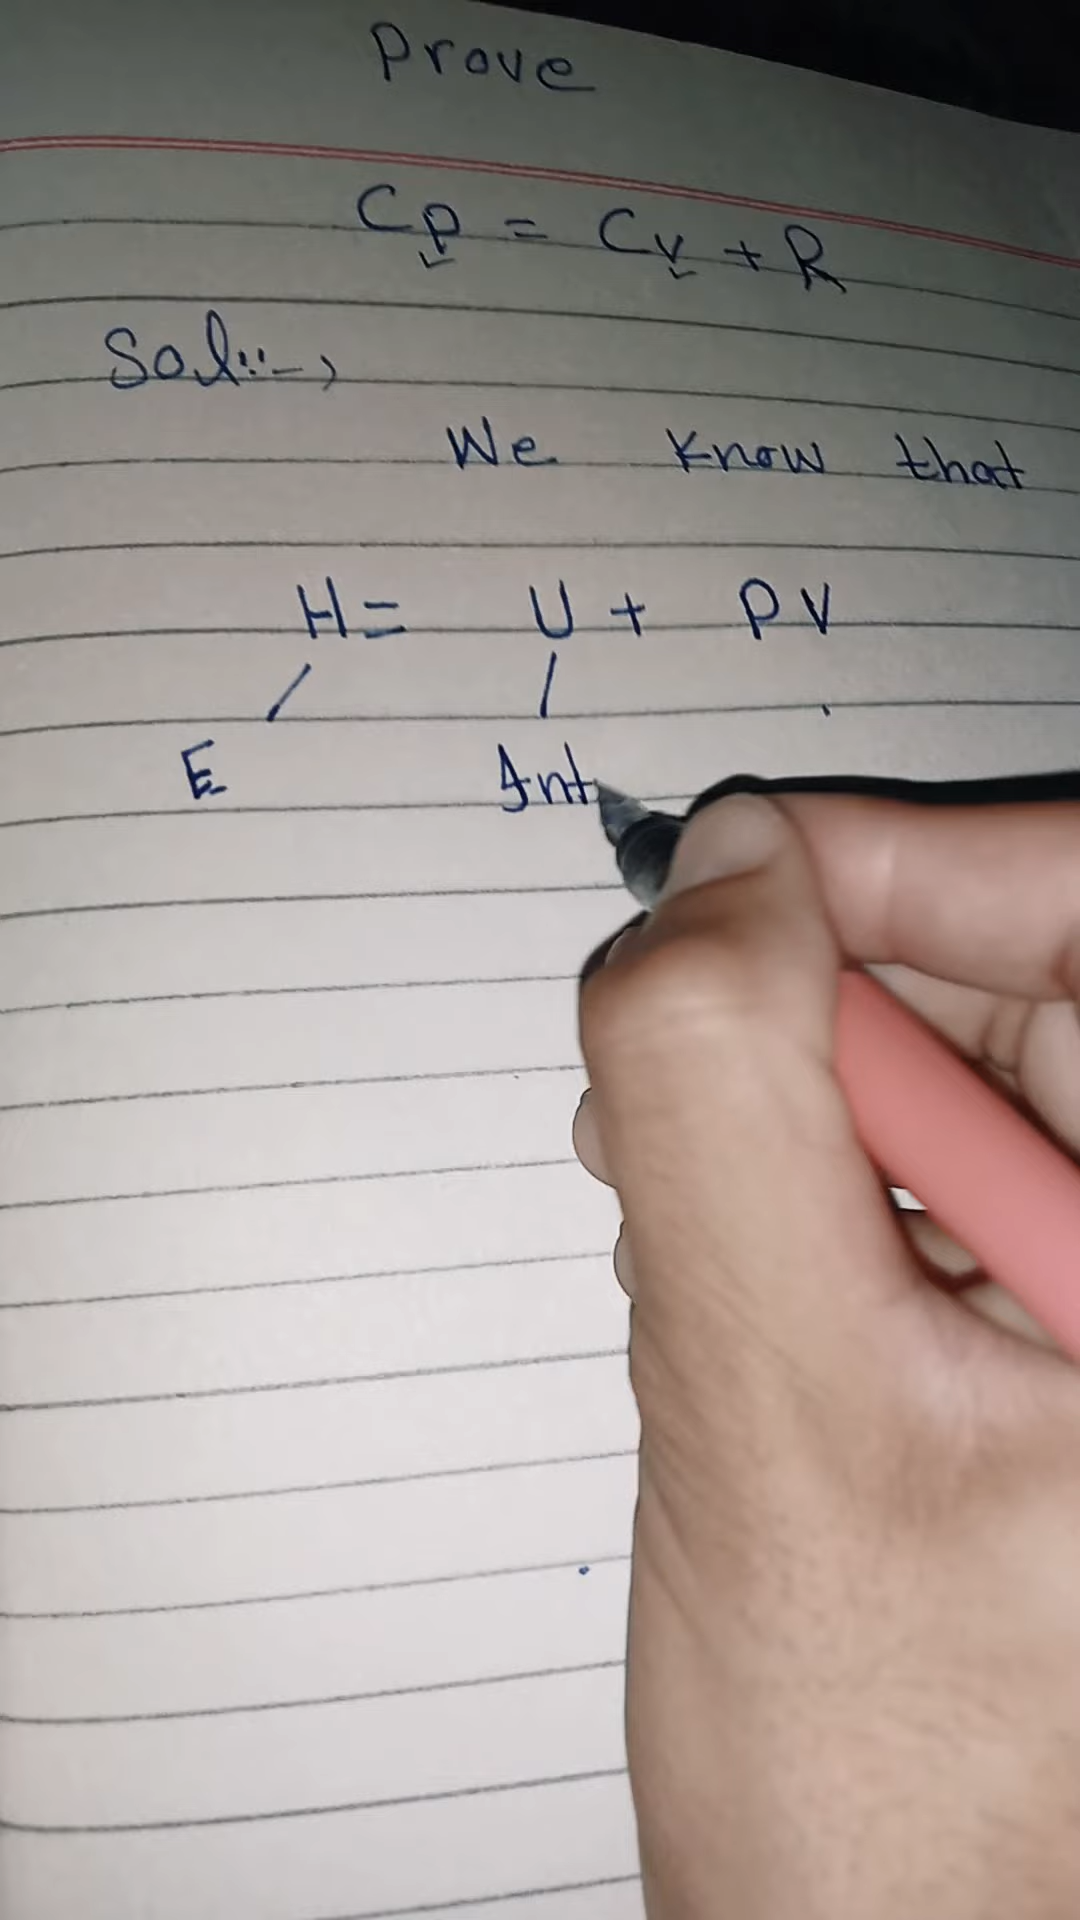 Prove
Cp = Cv + R
Sol:-,
We know that
H = U + PV
E Int